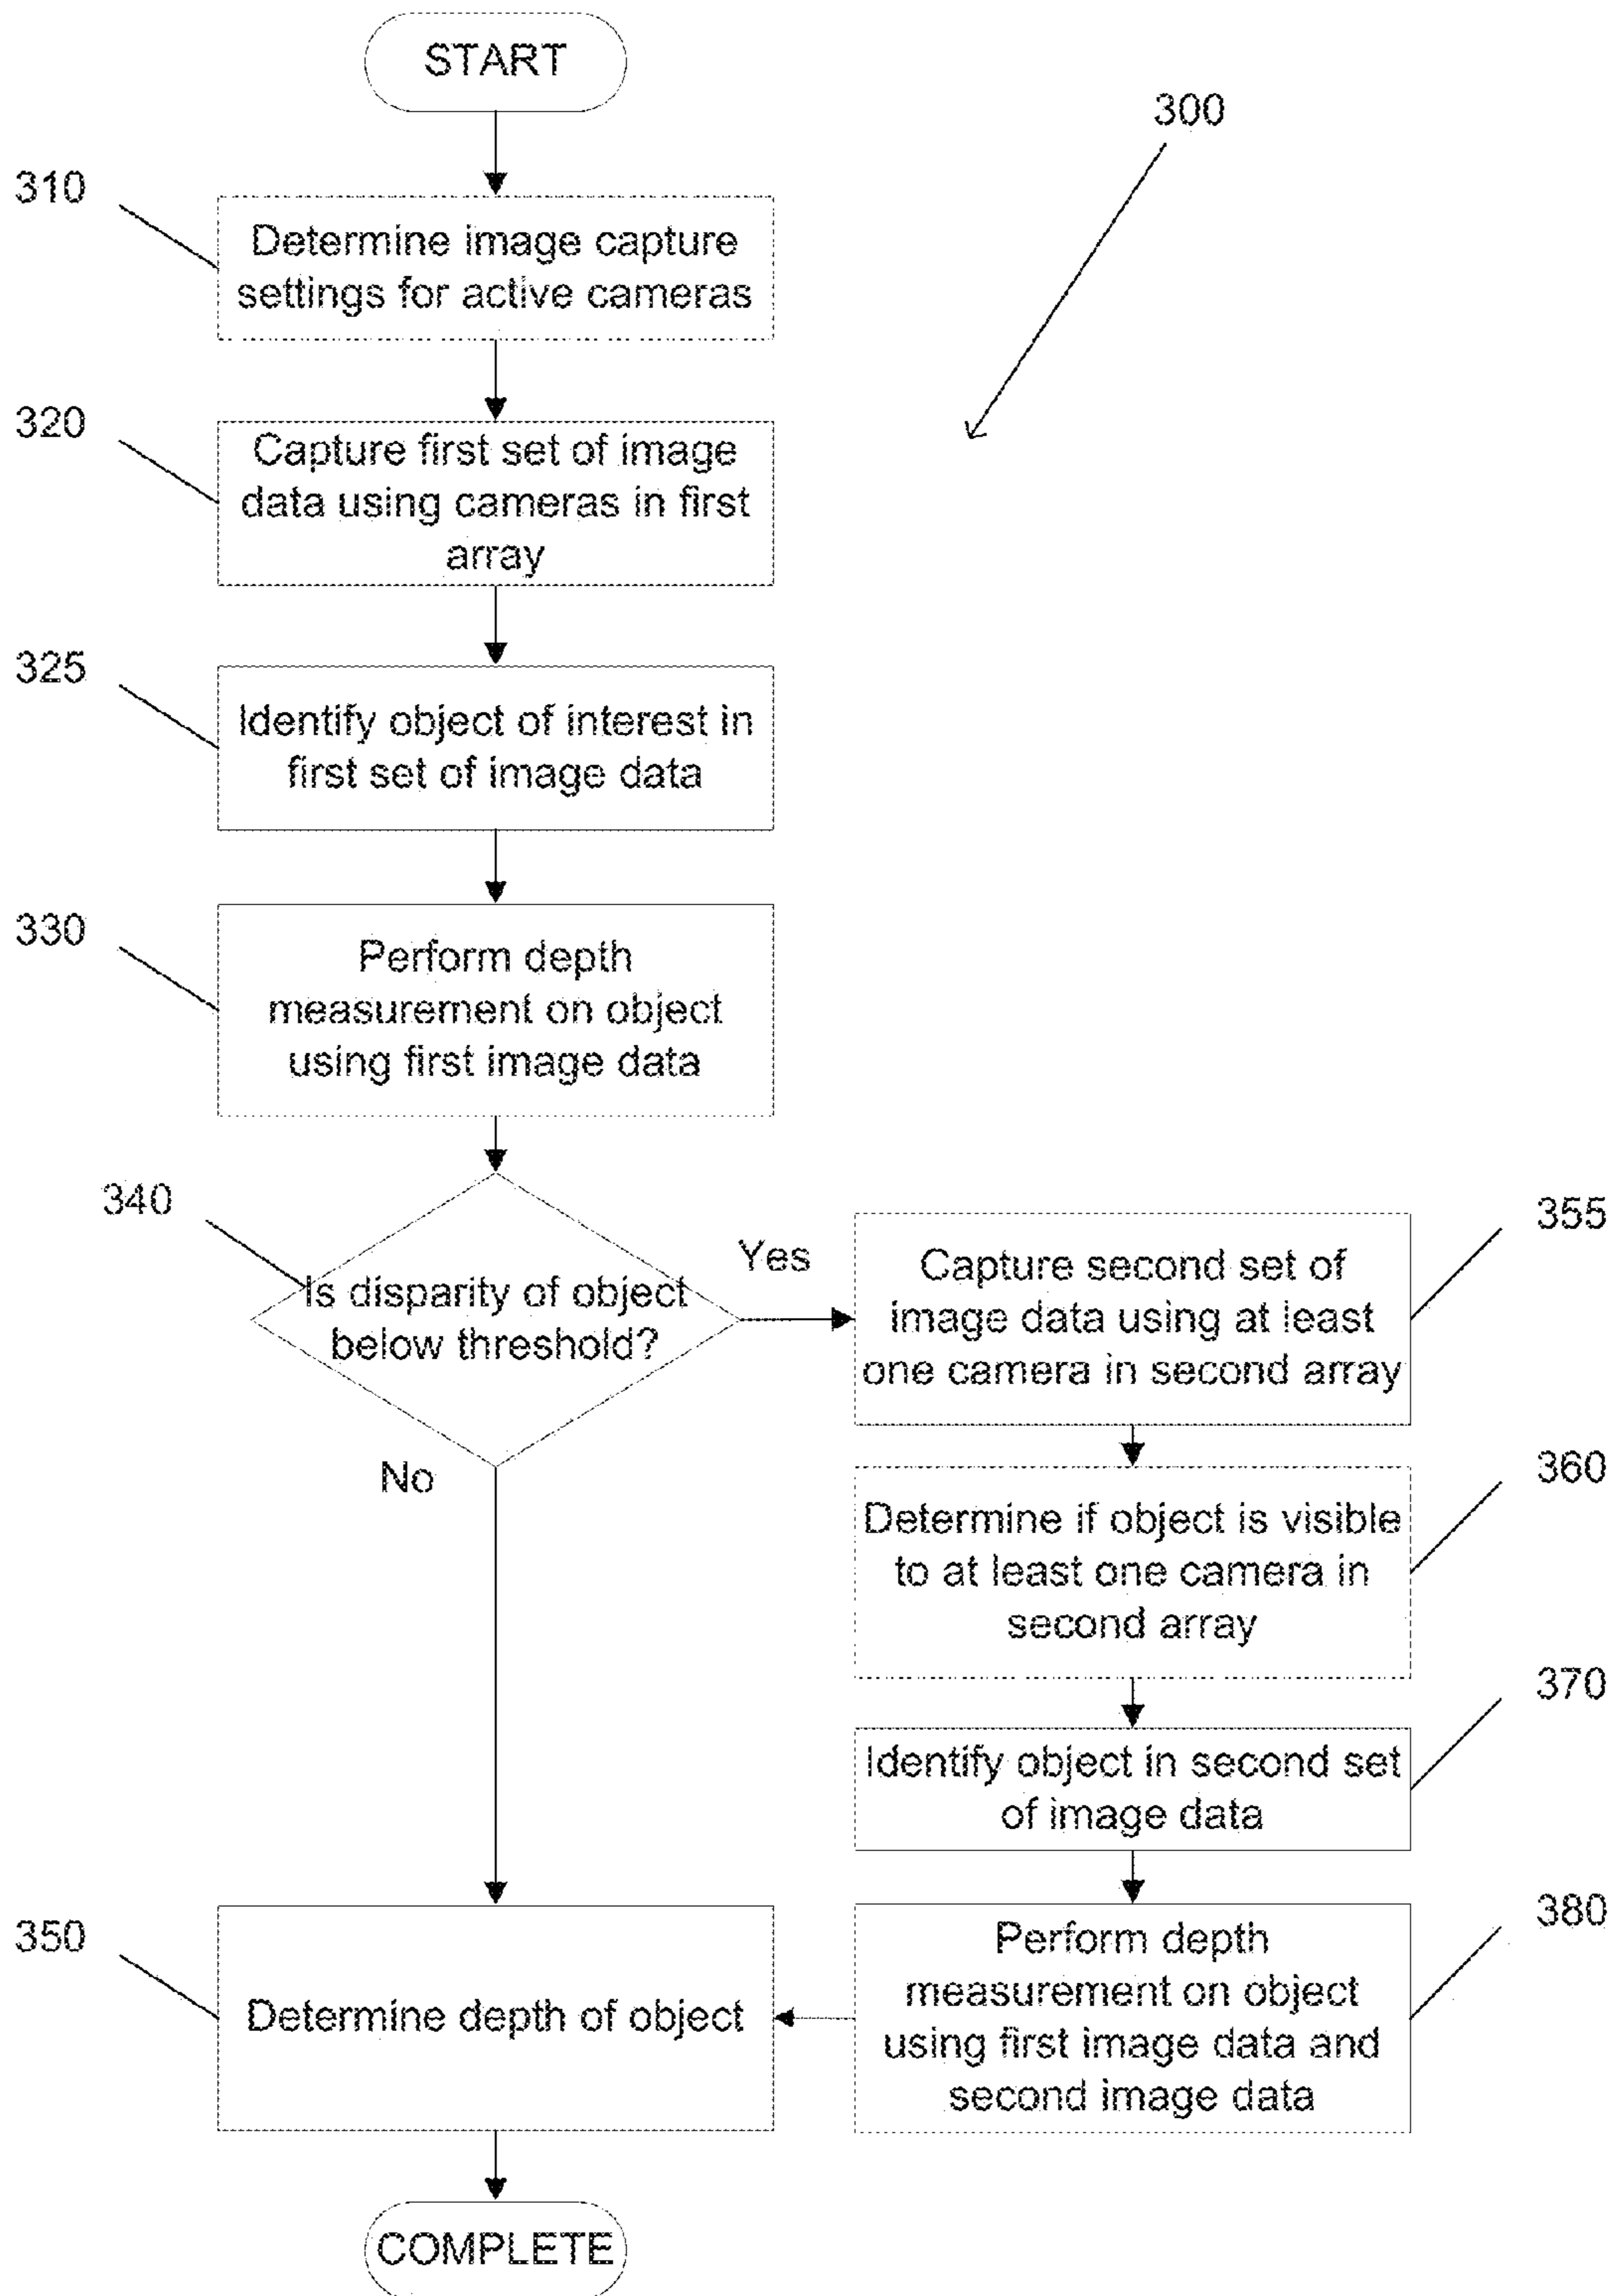 START
300
310
Determine image capture
settings for active cameras
320
Capture first set of image
data using cameras in first
array
325
Identify object of interest in
first set of image data
330
Perform depth
measurement on object
using first image data
340
Is disparity of object
below threshold?
Yes
No
355
Capture second set of
image data using at least
one camera in second array
360
Determine if object is visible
to at least one camera in
second array
370
Identify object in second set
of image data
380
Perform depth
measurement on object
using first image data and
second image data
350
Determine depth of object
COMPLETE